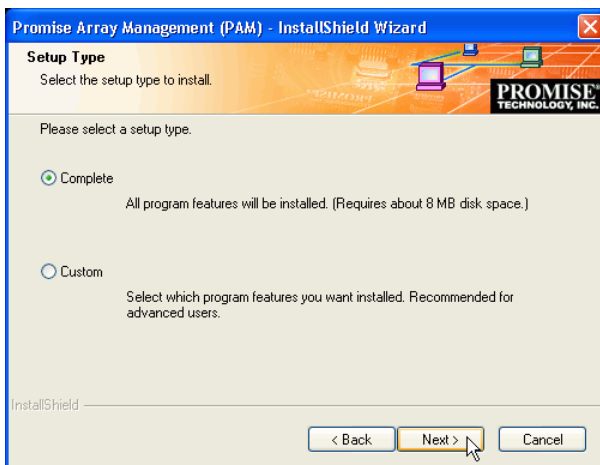 Promise Array Management (PAM) - InstallShield Wizard
Setup Type
Select the setup type to install.
PROMISE®
TECHNOLOGY, INC.
Please select a setup type.
Complete
All program features will be installed. (Requires about 8 MB disk space.)
Custom
Select which program features you want installed. Recommended for
advanced users.
InstallShield
< Back
Next >
Cancel